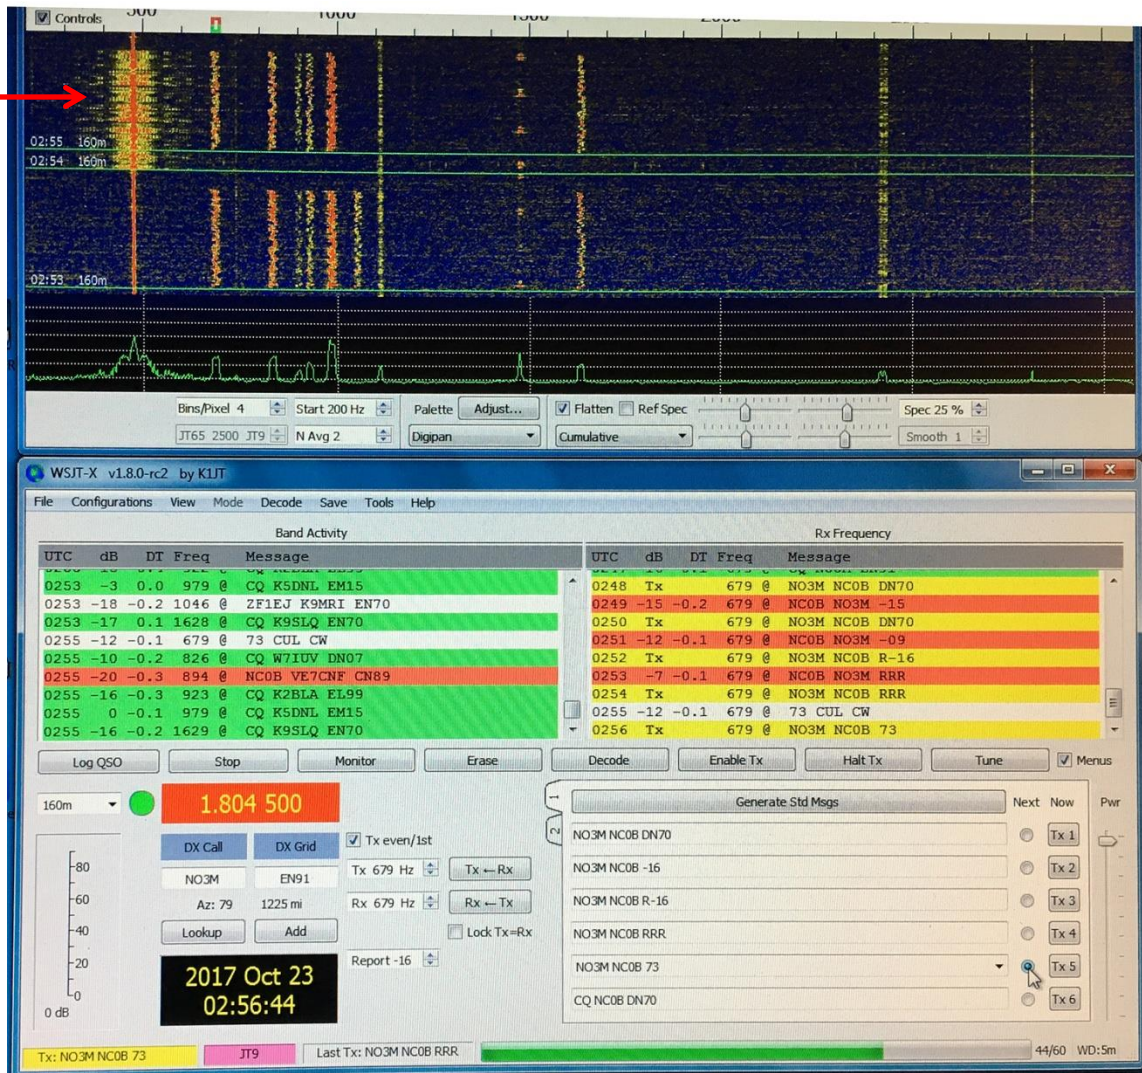 Controls 500 1000 1500 2000
02:55 160m
02:54 160m
02:53 160m
Bins/Pixel 4 Start 200 Hz Palette Adjust... Flatten Ref Spec Spec 25 %
JT65 2500 JT9 N Avg 2 Digipan Cumulative Smooth 1
WSJT-X v1.8.0-rc2 by K1JT
File Configurations View Mode Decode Save Tools Help
Band Activity
UTC dB DT Freq Message
0253 -3 0.0 979 @ CQ K5DNL EM15
0253 -18 -0.2 1046 @ ZF1EJ K9MRI EN70
0253 -17 0.1 1628 @ CQ K9SLQ EN70
0255 -12 -0.1 679 @ 73 CUL CW
0255 -10 -0.2 826 @ CQ W7IUV DN07
0255 -20 -0.3 894 @ NC0B VE7CNF CN89
0255 -16 -0.3 923 @ CQ K2BLA EL99
0255 0 -0.1 979 @ CQ K5DNL EM15
0255 -16 -0.2 1629 @ CQ K9SLQ EN70
Rx Frequency
UTC dB DT Freq Message
0248 Tx 679 @ NO3M NC0B DN70
0249 -15 -0.2 679 @ NC0B NO3M -15
0250 Tx 679 @ NO3M NC0B DN70
0251 -12 -0.1 679 @ NC0B NO3M -09
0252 Tx 679 @ NO3M NC0B R-16
0253 -7 -0.1 679 @ NC0B NO3M RRR
0254 Tx 679 @ NO3M NC0B RRR
0255 -12 -0.1 679 @ 73 CUL CW
0256 Tx 679 @ NO3M NC0B 73
Log QSO Stop Monitor Erase Decode Enable Tx Halt Tx Tune Menus
160m 1.804 500
DX Call DX Grid
NO3M EN91
Az: 79 1225 mi
Lookup Add
2017 Oct 23
02:56:44
-80
-60
-40
-20
0
0 dB
Tx even/1st
Tx 679 Hz Tx ← Rx
Rx 679 Hz Rx ← Tx
Lock Tx=Rx
Report -16
1
2
Generate Std Msgs Next Now Pwr
NO3M NC0B DN70 Tx 1
NO3M NC0B -16 Tx 2
NO3M NC0B R-16 Tx 3
NO3M NC0B RRR Tx 4
NO3M NC0B 73 Tx 5
CQ NC0B DN70 Tx 6
Tx: NO3M NC0B 73 JT9 Last Tx: NO3M NC0B RRR 44/60 WD:5m